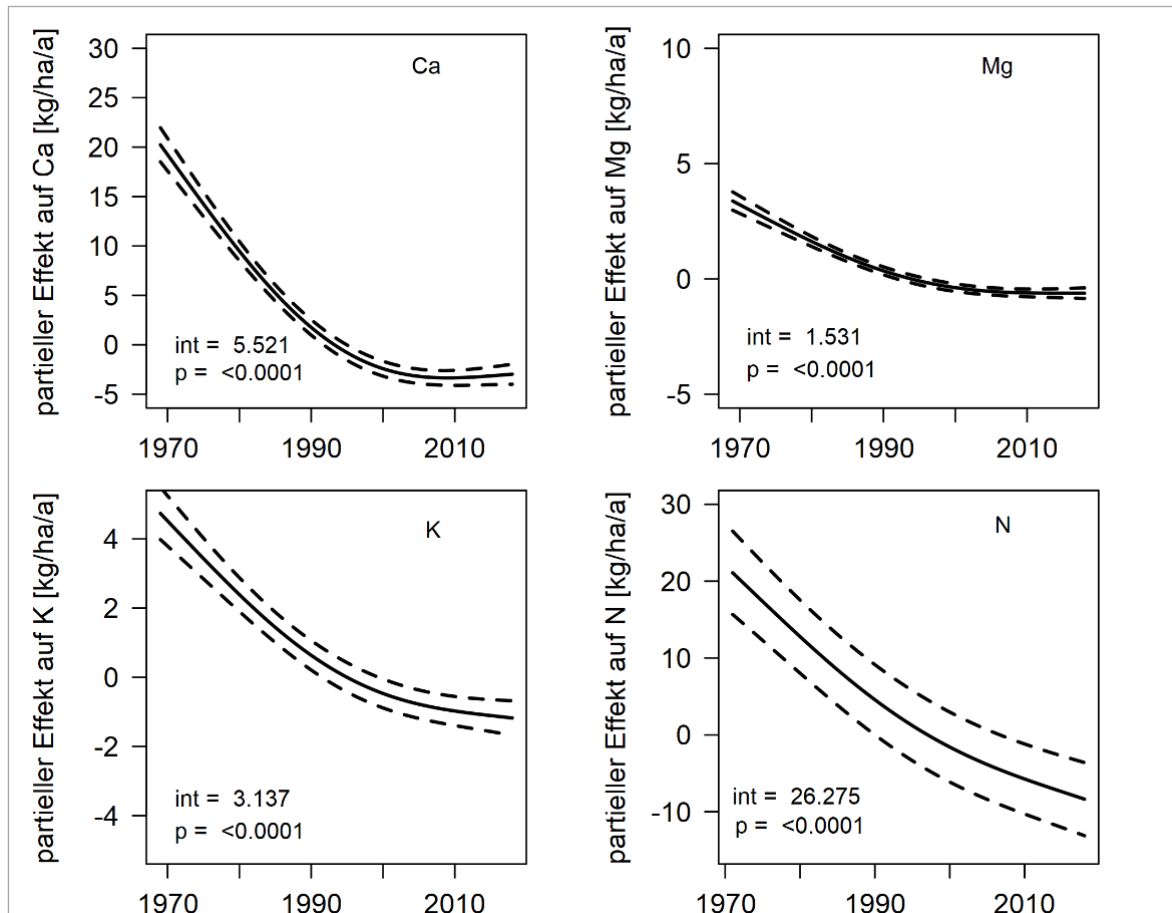 partieller Effekt auf Ca [kg/ha/a]
30
25
20
15
10
5
0
-5
Ca
int = 5.521
p = <0.0001
1970 1990 2010
partieller Effekt auf Mg [kg/ha/a]
10
5
0
-5
Mg
int = 1.531
p = <0.0001
1970 1990 2010
partieller Effekt auf K [kg/ha/a]
4
2
0
-2
-4
K
int = 3.137
p = <0.0001
1970 1990 2010
partieller Effekt auf N [kg/ha/a]
30
20
10
0
-10
N
int = 26.275
p = <0.0001
1970 1990 2010